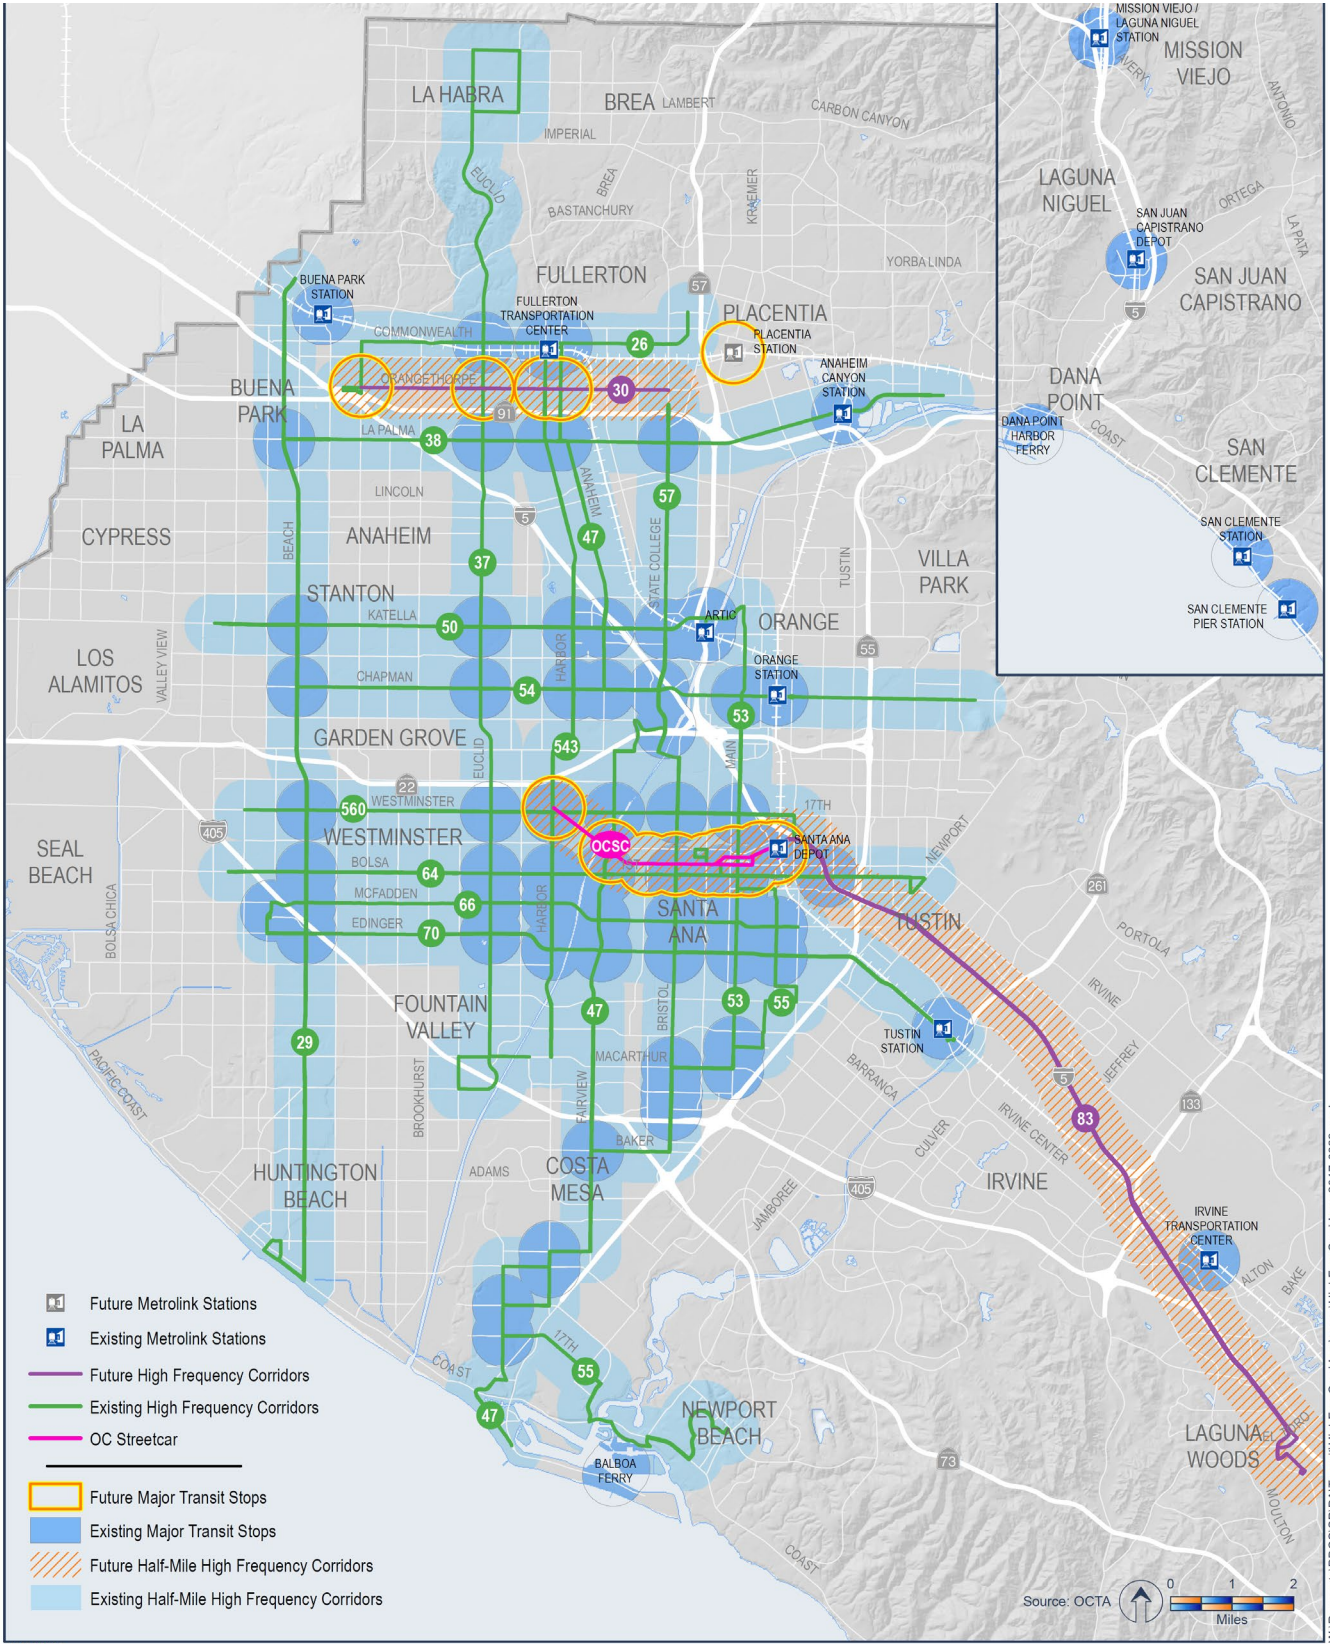 MISSION VIEJO /
LAGUNA NIGUEL
STATION
MISSION
VIEJO
AVERY
ANTONIO
LA HABRA
BREA
LAMBERT
CARBON CANYON
IMPERIAL
EUCLID
BREA
BASTANCHURY
KRAEMER
LAGUNA
NIGUEL
ORTEGA
SAN JUAN
CAPISTRANO
DEPOT
LA PATA
SAN JUAN
CAPISTRANO
5
YORBA LINDA
FULLERTON
BUENA PARK
STATION
57
FULLERTON
TRANSPORTATION
CENTER
PLACENTIA
COMMONWEALTH
26
PLACENTIA
STATION
ANAHEIM
CANYON
STATION
BUENA
PARK
ORANGETHORPE
30
91
DANA
POINT
DANA POINT
HARBOR
FERRY
COAST
SAN
CLEMENTE
SAN CLEMENTE
STATION
SAN CLEMENTE
PIER STATION
LA
PALMA
LA PALMA
38
LINCOLN
ANAHEIM
57
CYPRESS
ANAHEIM
5
47
BEACH
37
STATE COLLEGE
TUSTIN
VILLA
PARK
STANTON
KATELLA
50
ARTIC
ORANGE
LOS
ALAMITOS
VALLEY VIEW
HARBOR
ORANGE
STATION
55
CHAPMAN
54
53
GARDEN GROVE
EUCLID
543
MAIN
22
560
WESTMINSTER
17TH
405
WESTMINSTER
OCSC
SANTA ANA
DEPOT
NEWPORT
SEAL
BEACH
BOLSA
64
1ST
261
BOLSA CHICA
MCFADDEN
66
HARBOR
SANTA
ANA
TUSTIN
EDINGER
70
PORTOLA
IRVINE
FOUNTAIN
VALLEY
47
BRISTOL
53
55
29
TUSTIN
STATION
PACIFIC COAST
BROOKHURST
FAIRVIEW
MACARTHUR
BARRANCA
5
JEFFREY
83
133
IRVINE CENTER
CULVER
BAKER
HUNTINGTON
BEACH
ADAMS
COSTA
MESA
JAMBOREE
405
IRVINE
IRVINE
TRANSPORTATION
CENTER
ALTON
BAKE
17TH
COAST
55
47
NEWPORT
BEACH
BALBOA
FERRY
73
LAGUNA
WOODS
EL TORO
MOULTON
COAST
Future Metrolink Stations
Existing Metrolink Stations
Future High Frequency Corridors
Existing High Frequency Corridors
OC Streetcar
Future Major Transit Stops
Existing Major Transit Stops
Future Half-Mile High Frequency Corridors
Existing Half-Mile High Frequency Corridors
Source: OCTA
0 1 2
Miles